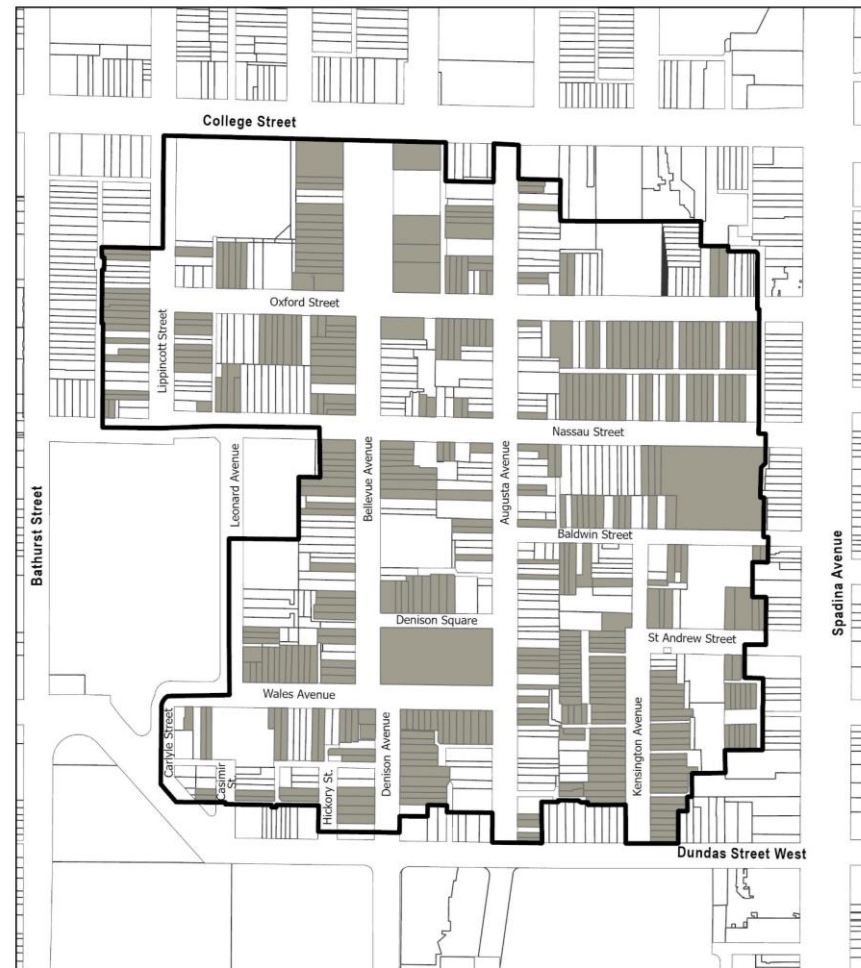 College Street
Oxford Street
Lippincott Street
Nassau Street
Leonard Avenue
Bellevue Avenue
Augusta Avenue
Bathurst Street
Baldwin Street
Spadina Avenue
Denison Square
St Andrew Street
Wales Avenue
Carlyle Street
Casimir
St.
Hickory St.
Denison Avenue
Kensington Avenue
Dundas Street West